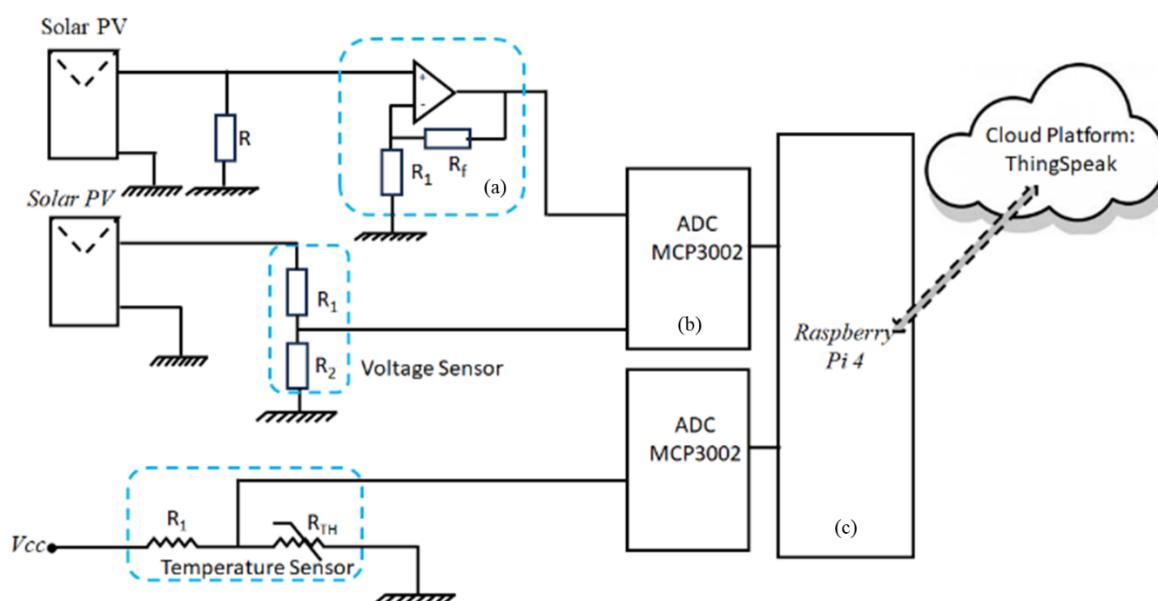 Solar PV
+
-
R
R1
Rf
(a)
Solar PV
R1
R2
Voltage Sensor
ADC
MCP3002
(b)
ADC
MCP3002
Raspberry
Pi 4
(c)
Cloud Platform:
ThingSpeak
Vcc
R1
RTH
Temperature Sensor